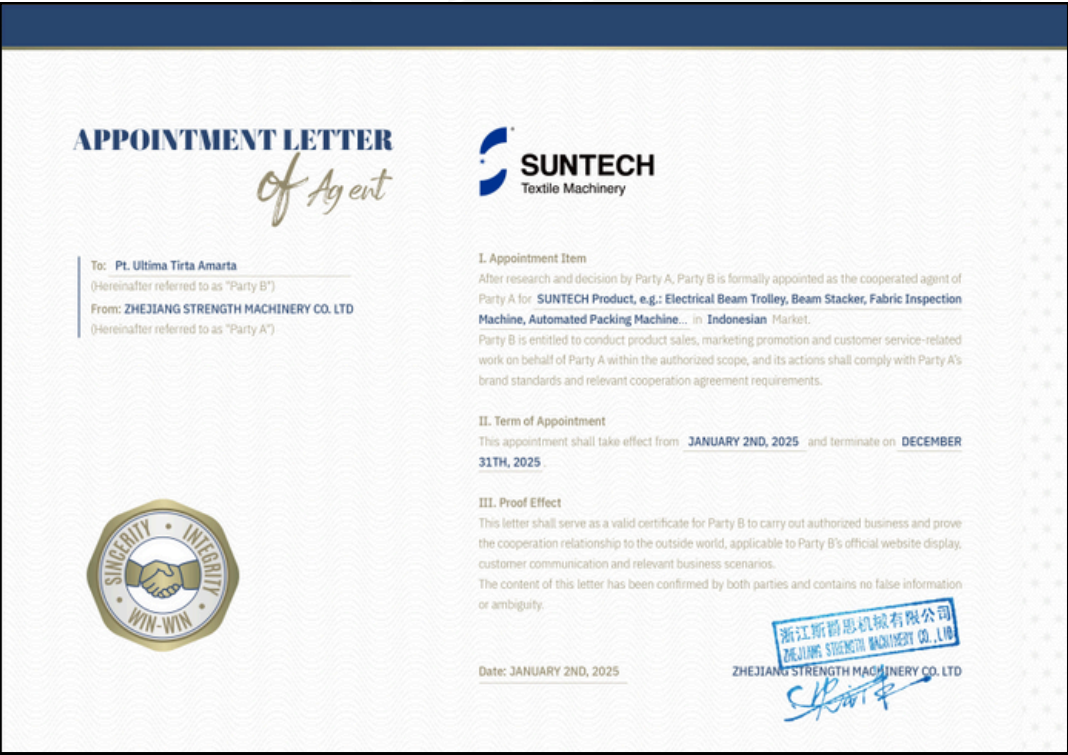 APPOINTMENT LETTER
of Agent
To: Pt. Ultima Tirta Amarta
(Hereinafter referred to as "Party B")
From: ZHEJIANG STRENGTH MACHINERY CO. LTD
(Hereinafter referred to as "Party A")
SINCERITY • INTEGRITY • WIN-WIN •
SUNTECH
Textile Machinery
I. Appointment Item
After research and decision by Party A, Party B is formally appointed as the cooperated agent of
Party A for SUNTECH Product, e.g.: Electrical Beam Trolley, Beam Stacker, Fabric Inspection
Machine, Automated Packing Machine... in Indonesian Market.
Party B is entitled to conduct product sales, marketing promotion and customer service-related
work on behalf of Party A within the authorized scope, and its actions shall comply with Party A's
brand standards and relevant cooperation agreement requirements.
II. Term of Appointment
This appointment shall take effect from JANUARY 2ND, 2025 and terminate on DECEMBER
31TH, 2025 .
III. Proof Effect
This letter shall serve as a valid certificate for Party B to carry out authorized business and prove
the cooperation relationship to the outside world, applicable to Party B's official website display,
customer communication and relevant business scenarios.
The content of this letter has been confirmed by both parties and contains no false information
or ambiguity.
浙江斯爵思机械有限公司
ZHEJIANG STRENGTH MACHINERY CO.,LTD
Date: JANUARY 2ND, 2025
ZHEJIANG STRENGTH MACHINERY CO. LTD